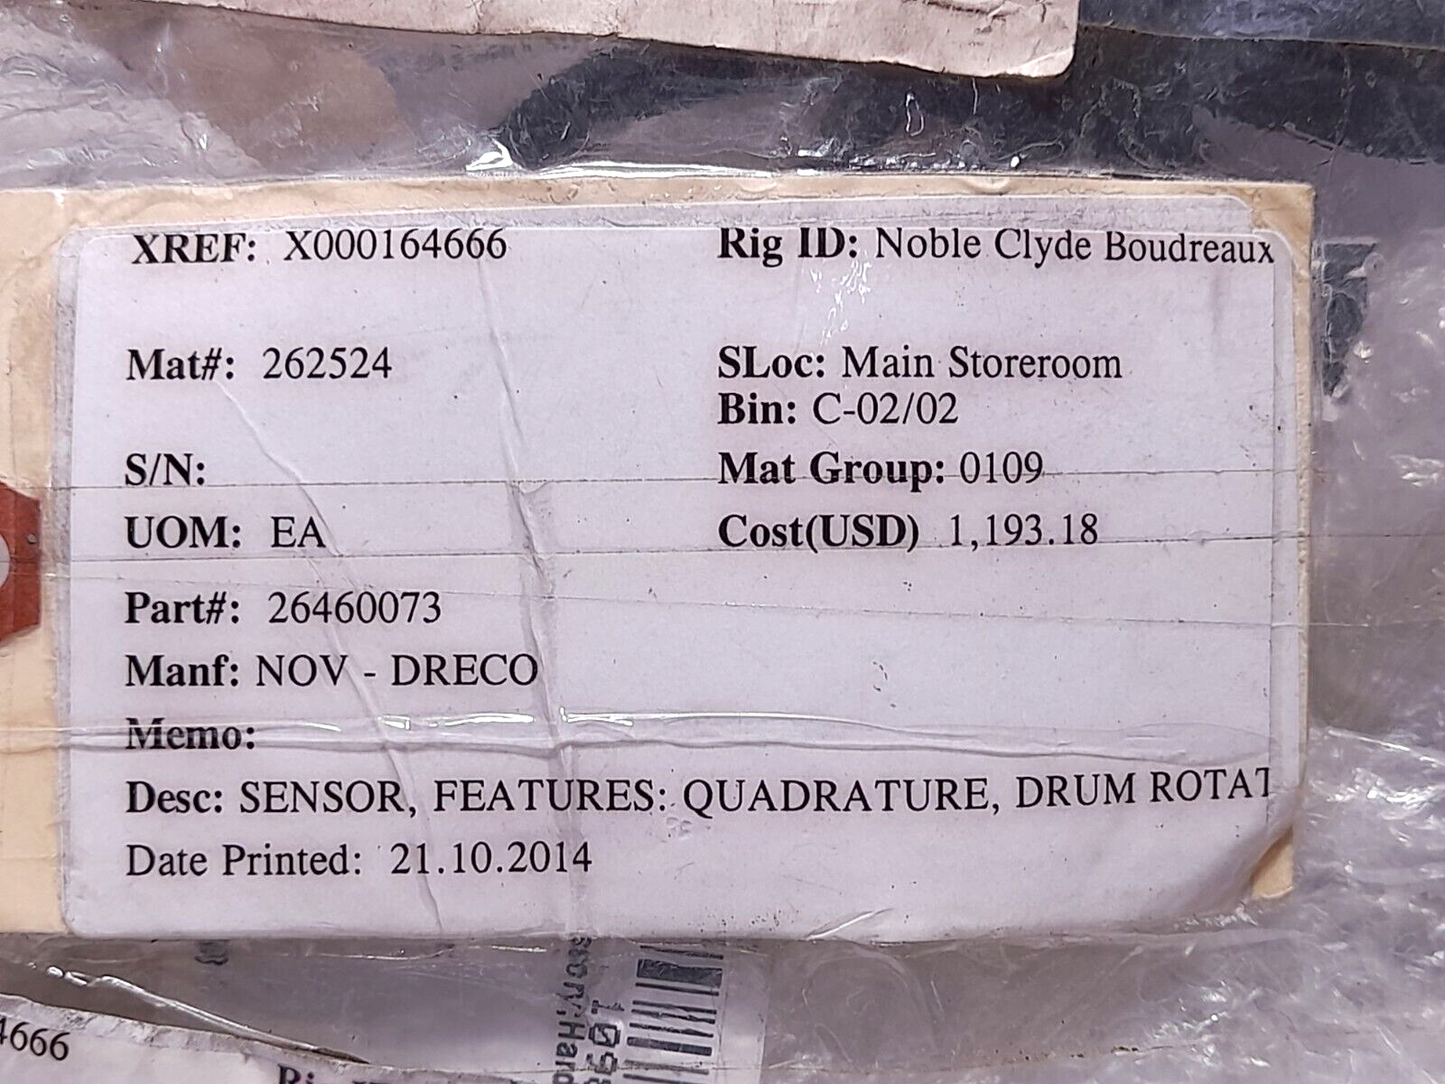 XREF: X000164666 Rig ID: Noble Clyde Boudreaux
Mat#: 262524 SLoc: Main Storeroom
Bin: C-02/02
S/N: Mat Group: 0109
UOM: EA Cost(USD) 1,193.18
Part#: 26460073
Manf: NOV - DRECO
Memo:
Desc: SENSOR, FEATURES: QUADRATURE, DRUM ROTAT
Date Printed: 21.10.2014
4666